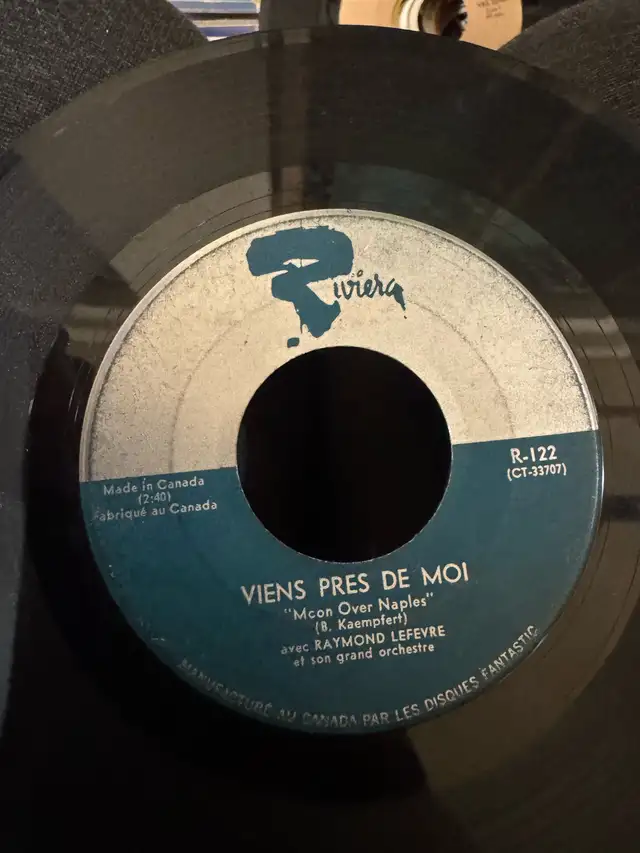 Riviera
R-122
(CT-33707)
Made in Canada
(2:40)
Fabriqué au Canada
VIENS PRES DE MOI
"Moon Over Naples"
(B. Kaempfert)
avec RAYMOND LEFEVRE
et son grand orchestre
MANUFACTURÉ AU CANADA PAR LES DISQUES FANTASTIC